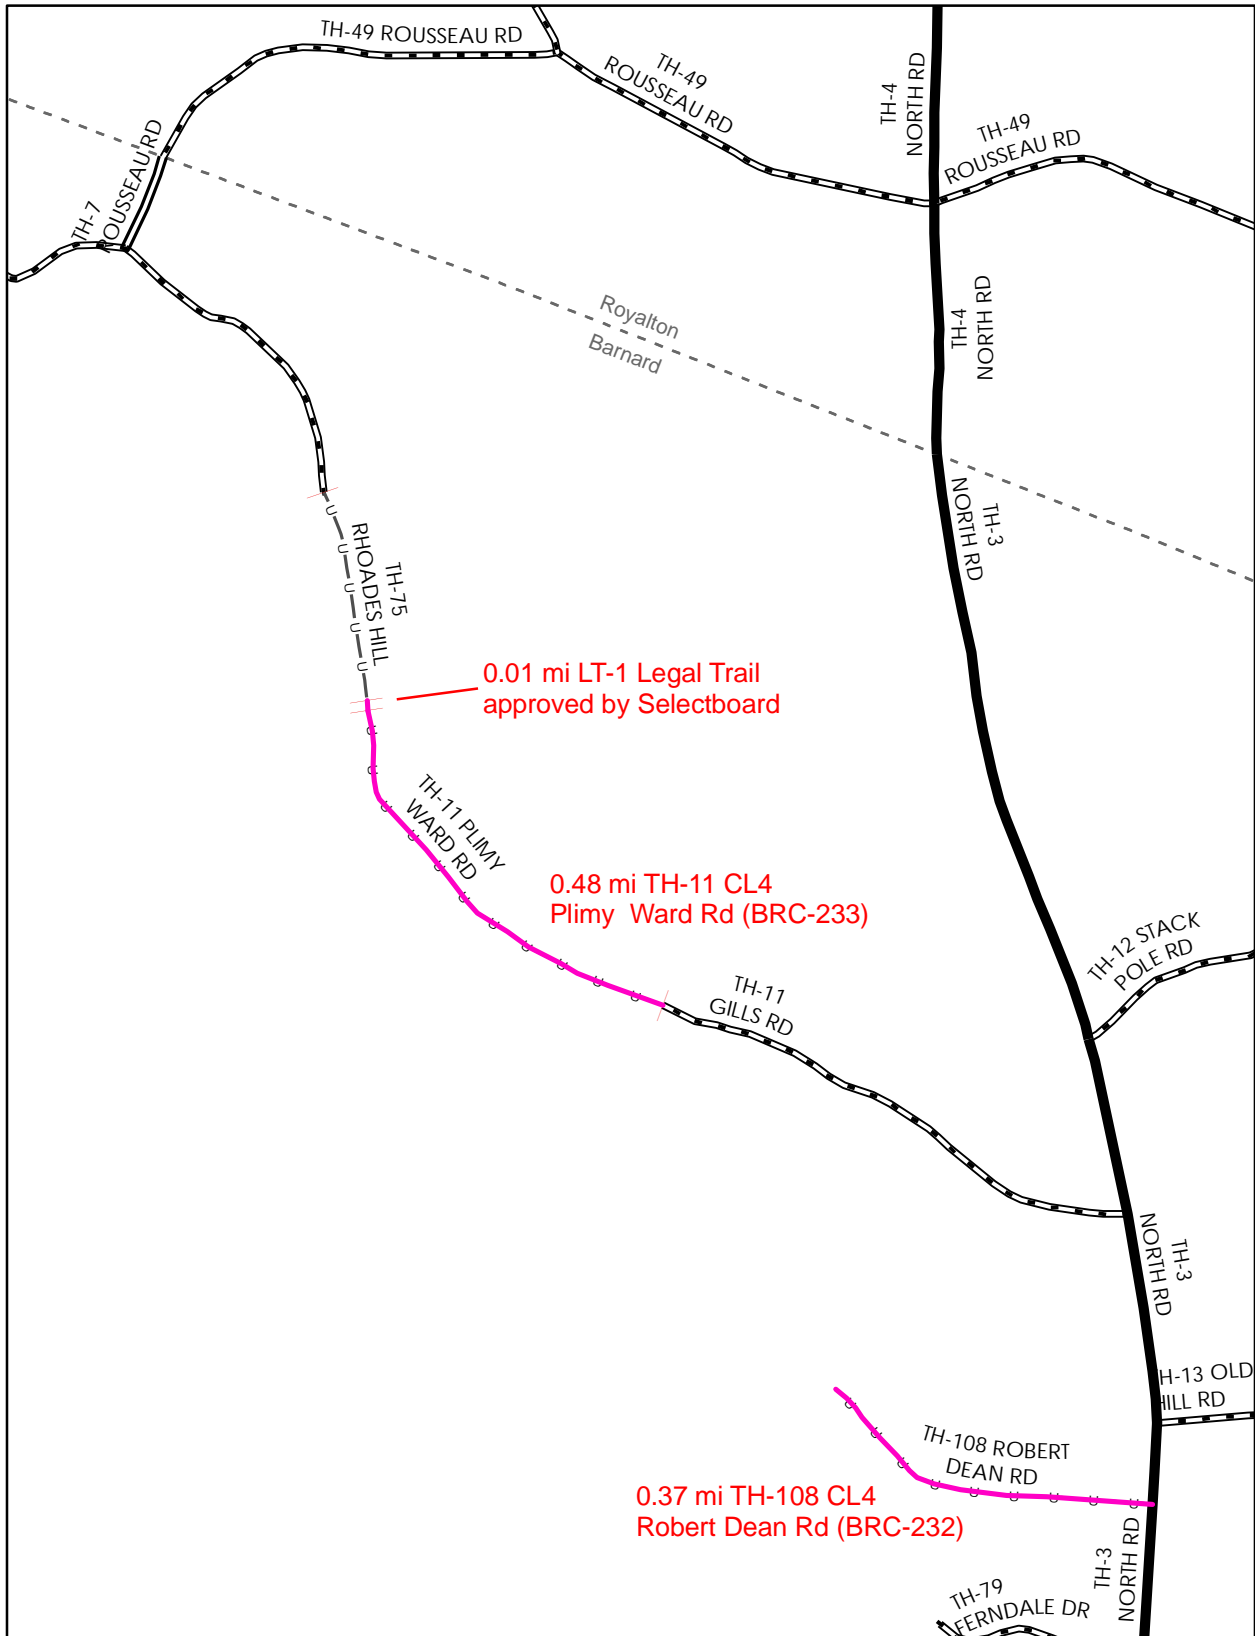 TH-49 ROUSSEAU RD
TH-49
ROUSSEAU RD
TH-4
NORTH RD
TH-49
ROUSSEAU RD
TH-7
ROUSSEAU RD
Royalton
Barnard
TH-4
NORTH RD
TH-3
NORTH RD
TH-75
RHOADES HILL
0.01 mi LT-1 Legal Trail
approved by Selectboard
TH-11 PLIMY
WARD RD
0.48 mi TH-11 CL4
Plimy Ward Rd (BRC-233)
TH-12 STACK
POLE RD
TH-11
GILLS RD
TH-3
NORTH RD
H-13 OLD
HILL RD
TH-108 ROBERT
DEAN RD
0.37 mi TH-108 CL4
Robert Dean Rd (BRC-232)
TH-3
NORTH RD
TH-79
FERNDALE DR